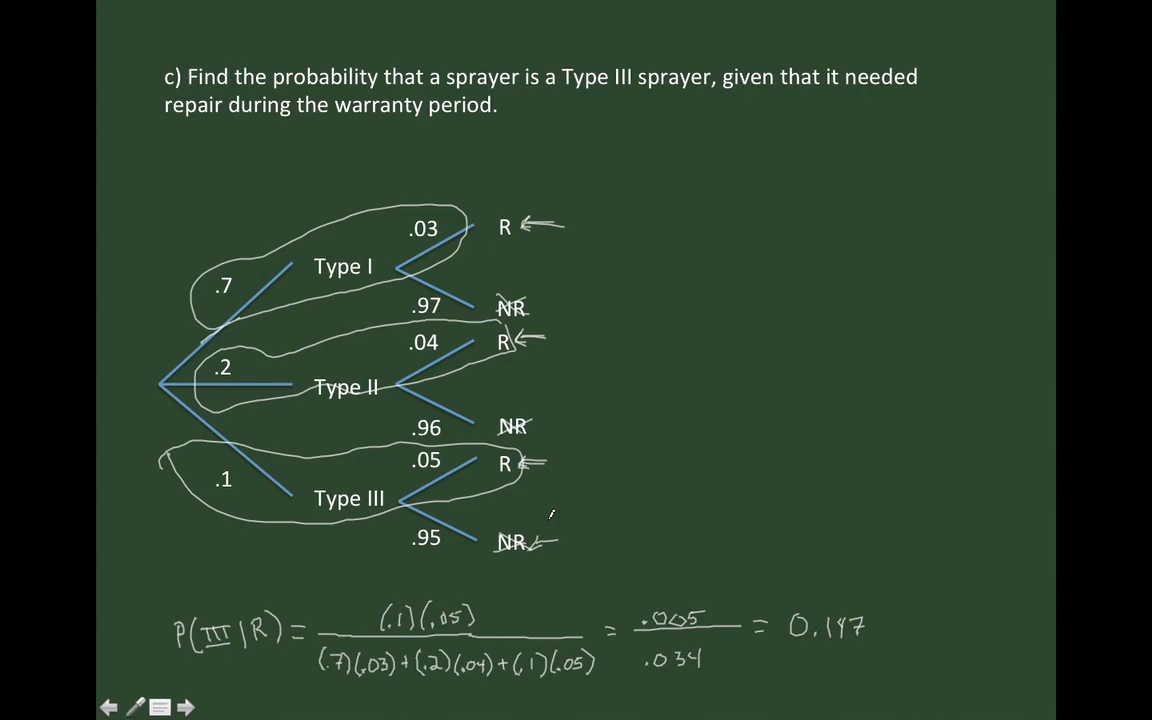 c) Find the probability that a sprayer is a Type III sprayer, given that it needed
repair during the warranty period.
.03 R
Type I
.7
.97 NR
.04 R
.2
Type II
.96 NR
.05 R
.1
Type III
.95 NR
P(III|R) = (.1)(.05) / (.7)(.03)+(.2)(.04)+(.1)(.05) = .005 / .034 = 0.147